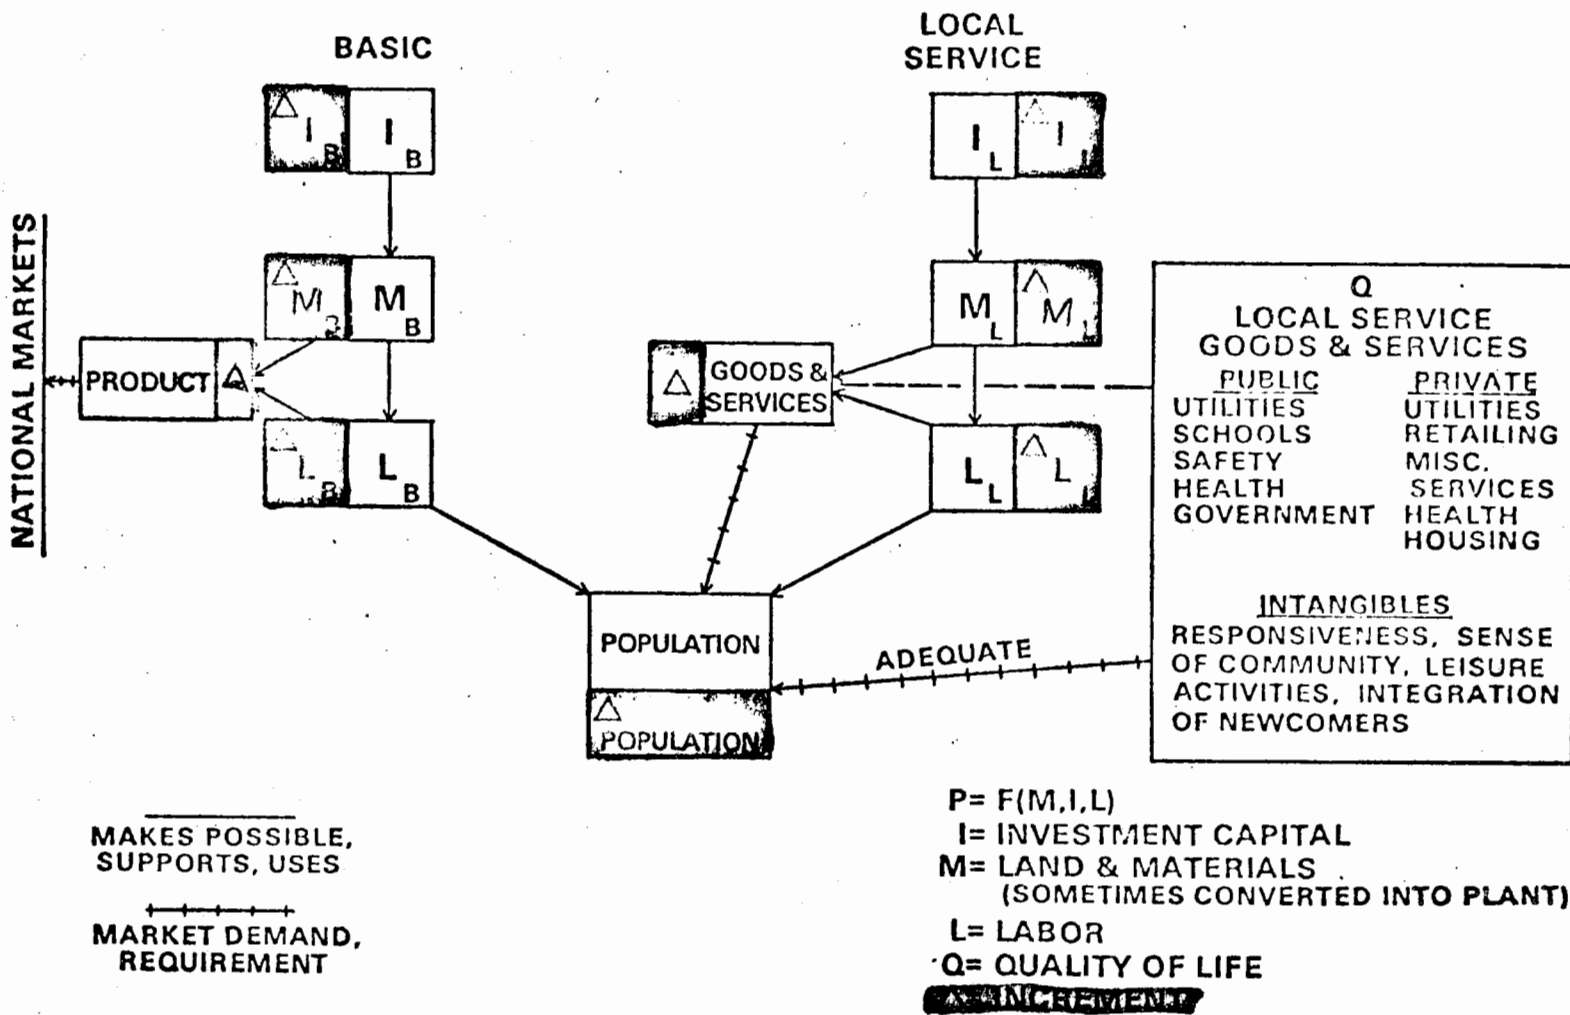 BASIC
LOCAL
SERVICE
Δ I B
I B
I L
Δ I L
NATIONAL MARKETS
Δ M B
M B
M L
Δ M L
PRODUCT Δ
Δ GOODS &
SERVICES
Δ L B
L B
L L
Δ L L
Q
LOCAL SERVICE
GOODS & SERVICES
PUBLIC
UTILITIES
SCHOOLS
SAFETY
HEALTH
GOVERNMENT
PRIVATE
UTILITIES
RETAILING
MISC.
SERVICES
HEALTH
HOUSING
INTANGIBLES
RESPONSIVENESS, SENSE
OF COMMUNITY, LEISURE
ACTIVITIES, INTEGRATION
OF NEWCOMERS
POPULATION
Δ
POPULATION
ADEQUATE
MAKES POSSIBLE,
SUPPORTS, USES
MARKET DEMAND,
REQUIREMENT
P= F(M,I,L)
I= INVESTMENT CAPITAL
M= LAND & MATERIALS
(SOMETIMES CONVERTED INTO PLANT)
L= LABOR
Q= QUALITY OF LIFE
Δ= INCREMENT